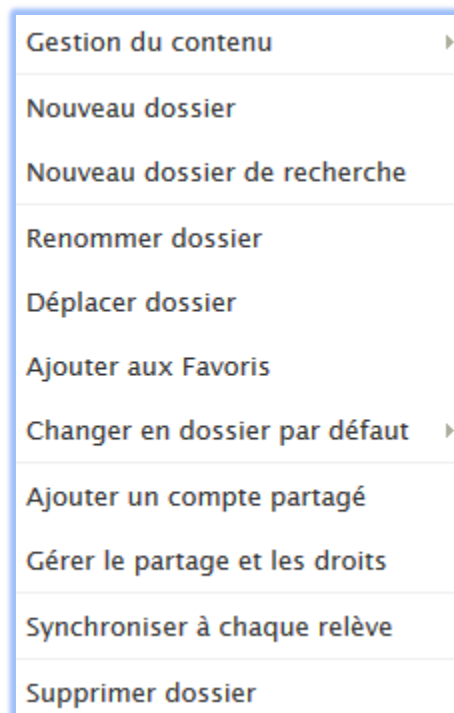 Gestion du contenu
Nouveau dossier
Nouveau dossier de recherche
Renommer dossier
Déplacer dossier
Ajouter aux Favoris
Changer en dossier par défaut
Ajouter un compte partagé
Gérer le partage et les droits
Synchroniser à chaque relève
Supprimer dossier